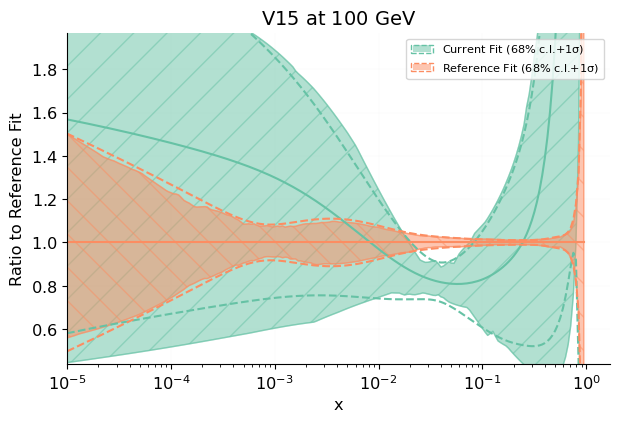 V15 at 100 GeV
Current Fit (68% c.l.+1σ)
Reference Fit (68% c.l.+1σ)
Ratio to Reference Fit
1.8
1.6
1.4
1.2
1.0
0.8
0.6
10⁻⁵ 10⁻⁴ 10⁻³ 10⁻² 10⁻¹ 10⁰
x